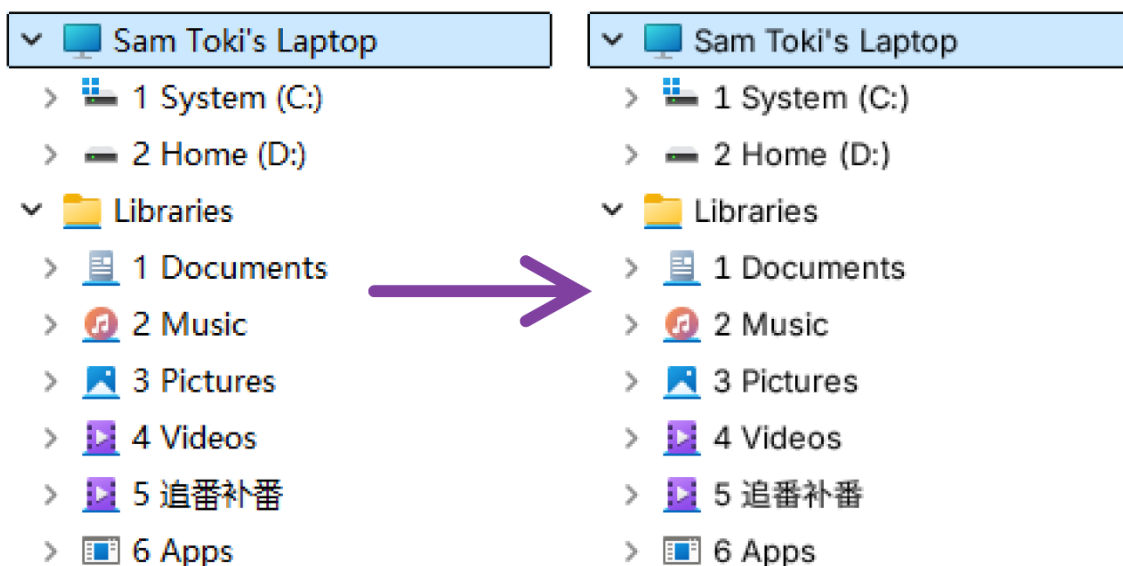 Sam Toki's Laptop
1 System (C:)
2 Home (D:)
Libraries
1 Documents
2 Music
3 Pictures
4 Videos
5 追番补番
6 Apps
Sam Toki's Laptop
1 System (C:)
2 Home (D:)
Libraries
1 Documents
2 Music
3 Pictures
4 Videos
5 追番补番
6 Apps